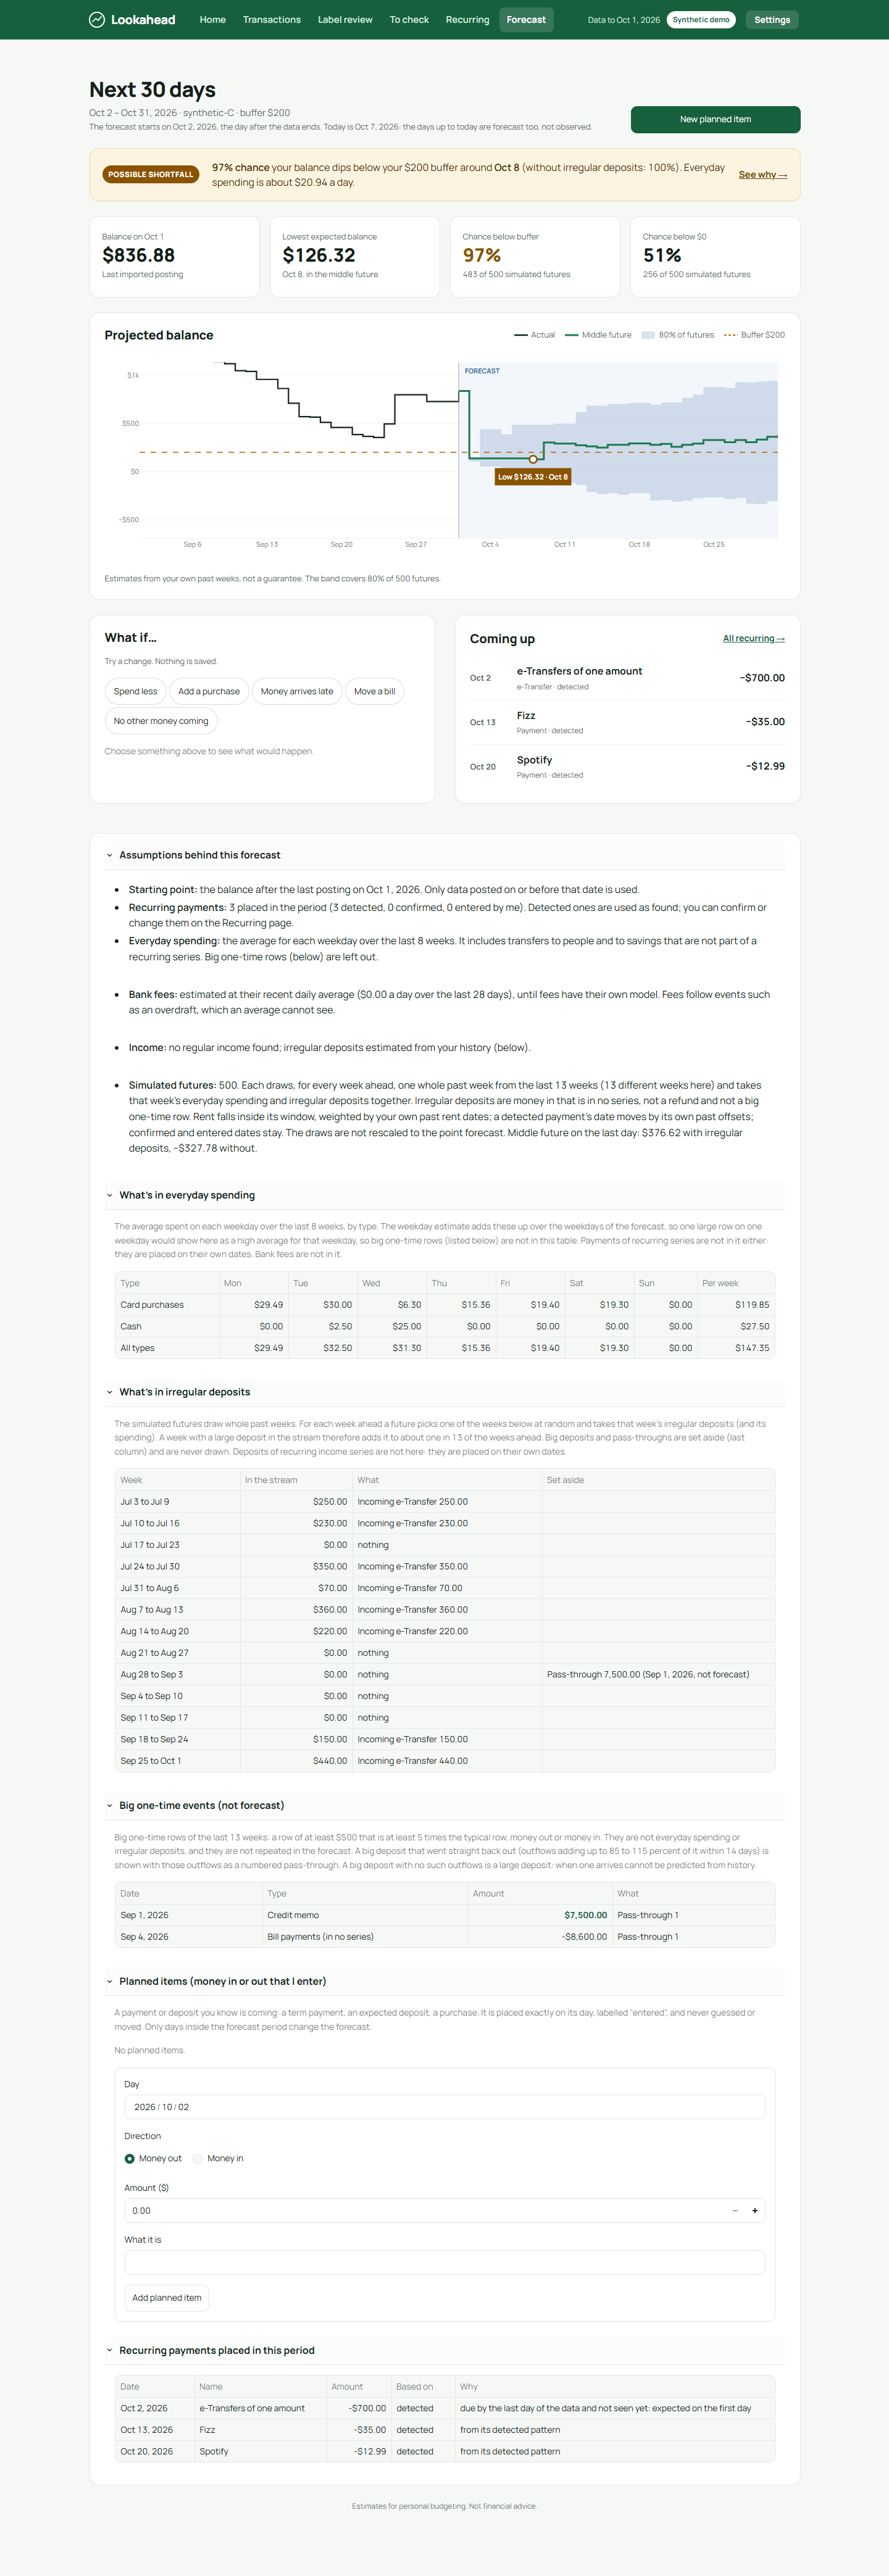 Lookahead Home Transactions Label review To check Recurring Forecast Data to Oct 1, 2026 Synthetic demo Settings
Next 30 days
Oct 2 – Oct 31, 2026 · synthetic-C · buffer $200
The forecast starts on Oct 2, 2026, the day after the data ends. Today is Oct 7, 2026: the days up to today are forecast too, not observed.
New planned item
POSSIBLE SHORTFALL
97% chance your balance dips below your $200 buffer around Oct 8 (without irregular deposits: 100%). Everyday
spending is about $20.94 a day.
See why →
Balance on Oct 1
$836.88
Last imported posting
Lowest expected balance
$126.32
Oct 8, in the middle future
Chance below buffer
97%
483 of 500 simulated futures
Chance below $0
51%
256 of 500 simulated futures
Projected balance
Actual Middle future 80% of futures Buffer $200
FORECAST
$1k
$500
$0
−$500
Low $126.32 · Oct 8
Sep 6 Sep 13 Sep 20 Sep 27 Oct 4 Oct 11 Oct 18 Oct 25
Estimates from your own past weeks, not a guarantee. The band covers 80% of 500 futures.
What if…
Try a change. Nothing is saved.
Spend less Add a purchase Money arrives late Move a bill
No other money coming
Choose something above to see what would happen.
Coming up
All recurring →
Oct 2 e-Transfers of one amount −$700.00
e-Transfer · detected
Oct 13 Fizz −$35.00
Payment · detected
Oct 20 Spotify −$12.99
Payment · detected
Assumptions behind this forecast
• Starting point: the balance after the last posting on Oct 1, 2026. Only data posted on or before that date is used.
• Recurring payments: 3 placed in the period (3 detected, 0 confirmed, 0 entered by me). Detected ones are used as found; you can confirm or
change them on the Recurring page.
• Everyday spending: the average for each weekday over the last 8 weeks. It includes transfers to people and to savings that are not part of a
recurring series. Big one-time rows (below) are left out.
• Bank fees: estimated at their recent daily average ($0.00 a day over the last 28 days), until fees have their own model. Fees follow events such
as an overdraft, which an average cannot see.
• Income: no regular income found; irregular deposits estimated from your history (below).
• Simulated futures: 500. Each draws, for every week ahead, one whole past week from the last 13 weeks (13 different weeks here) and takes
that week's everyday spending and irregular deposits together. Irregular deposits are money in that is in no series, not a refund and not a big
one-time row. Rent falls inside its window, weighted by your own past rent dates; a detected payment's date moves by its own past offsets;
confirmed and entered dates stay. The draws are not rescaled to the point forecast. Middle future on the last day: $376.62 with irregular
deposits, −$327.78 without.
What's in everyday spending
The average spent on each weekday over the last 8 weeks, by type. The weekday estimate adds these up over the weekdays of the forecast, so one large row on one
weekday would show here as a high average for that weekday, so big one-time rows (listed below) are not in this table. Payments of recurring series are not in it either:
they are placed on their own dates. Bank fees are not in it.
Type Mon Tue Wed Thu Fri Sat Sun Per week
Card purchases $29.49 $30.00 $6.30 $15.36 $19.40 $19.30 $0.00 $119.85
Cash $0.00 $2.50 $25.00 $0.00 $0.00 $0.00 $0.00 $27.50
All types $29.49 $32.50 $31.30 $15.36 $19.40 $19.30 $0.00 $147.35
What's in irregular deposits
The simulated futures draw whole past weeks. For each week ahead a future picks one of the weeks below at random and takes that week's irregular deposits (and its
spending). A week with a large deposit in the stream therefore adds it to about one in 13 of the weeks ahead. Big deposits and pass-throughs are set aside (last
column) and are never drawn. Deposits of recurring income series are not here: they are placed on their own dates.
Week In the stream What Set aside
Jul 3 to Jul 9 $250.00 Incoming e-Transfer 250.00
Jul 10 to Jul 16 $230.00 Incoming e-Transfer 230.00
Jul 17 to Jul 23 $0.00 nothing
Jul 24 to Jul 30 $350.00 Incoming e-Transfer 350.00
Jul 31 to Aug 6 $70.00 Incoming e-Transfer 70.00
Aug 7 to Aug 13 $360.00 Incoming e-Transfer 360.00
Aug 14 to Aug 20 $220.00 Incoming e-Transfer 220.00
Aug 21 to Aug 27 $0.00 nothing
Aug 28 to Sep 3 $0.00 nothing Pass-through 7,500.00 (Sep 1, 2026, not forecast)
Sep 4 to Sep 10 $0.00 nothing
Sep 11 to Sep 17 $0.00 nothing
Sep 18 to Sep 24 $150.00 Incoming e-Transfer 150.00
Sep 25 to Oct 1 $440.00 Incoming e-Transfer 440.00
Big one-time events (not forecast)
Big one-time rows of the last 13 weeks: a row of at least $500 that is at least 5 times the typical row, money out or money in. They are not everyday spending or
irregular deposits, and they are not repeated in the forecast. A big deposit that went straight back out (outflows adding up to 85 to 115 percent of it within 14 days) is
shown with those outflows as a numbered pass-through. A big deposit with no such outflows is a large deposit: when one arrives cannot be predicted from history.
Date Type Amount What
Sep 1, 2026 Credit memo $7,500.00 Pass-through 1
Sep 4, 2026 Bill payments (in no series) -$8,600.00 Pass-through 1
Planned items (money in or out that I enter)
A payment or deposit you know is coming: a term payment, an expected deposit, a purchase. It is placed exactly on its day, labelled "entered", and never guessed or
moved. Only days inside the forecast period change the forecast.
No planned items.
Day
2026 / 10 / 02
Direction
Money out Money in
Amount ($)
0.00 − +
What it is
Add planned item
Recurring payments placed in this period
Date Name Amount Based on Why
Oct 2, 2026 e-Transfers of one amount -$700.00 detected due by the last day of the data and not seen yet: expected on the first day
Oct 13, 2026 Fizz -$35.00 detected from its detected pattern
Oct 20, 2026 Spotify -$12.99 detected from its detected pattern
Estimates for personal budgeting. Not financial advice.